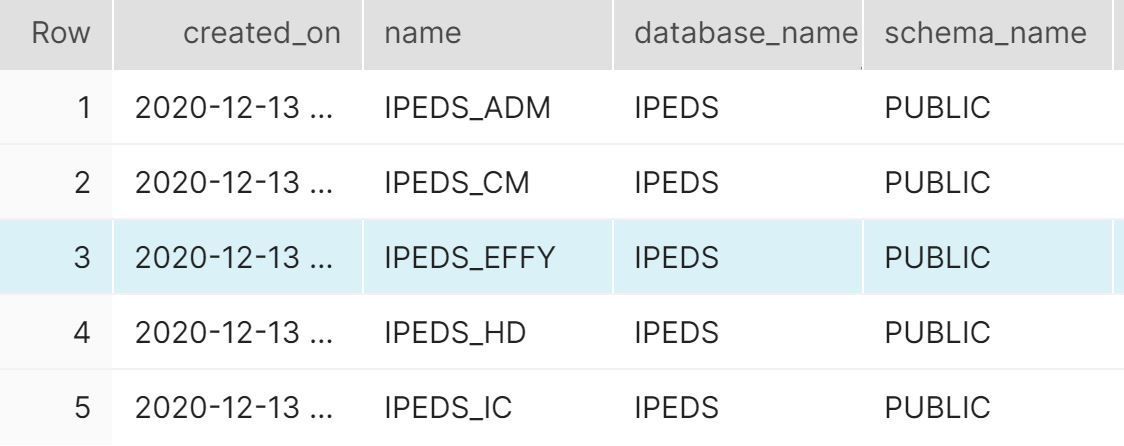 Row created_on name database_name schema_name
1 2020-12-13 ... IPEDS_ADM IPEDS PUBLIC
2 2020-12-13 ... IPEDS_CM IPEDS PUBLIC
3 2020-12-13 ... IPEDS_EFFY IPEDS PUBLIC
4 2020-12-13 ... IPEDS_HD IPEDS PUBLIC
5 2020-12-13 ... IPEDS_IC IPEDS PUBLIC